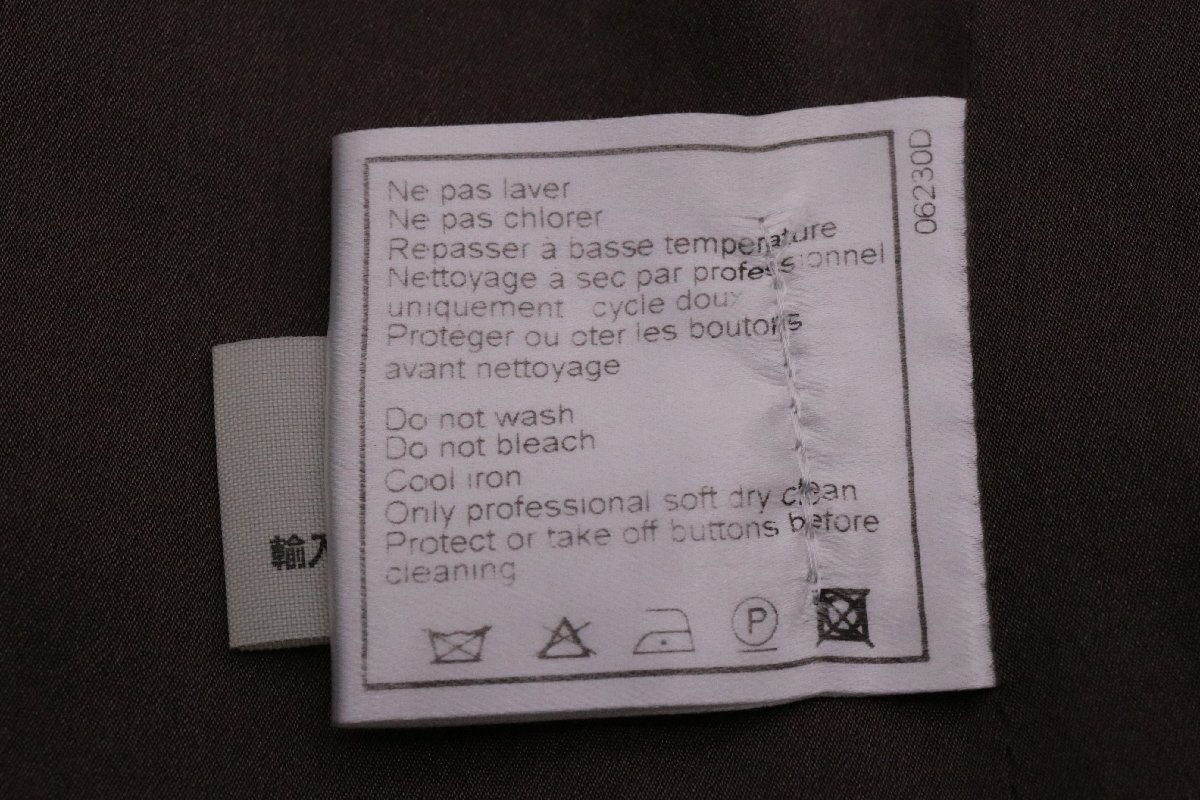 Ne pas laver
Ne pas chlorer
Repasser à basse temperature
Nettoyage à sec par professionnel
uniquement cycle doux
Proteger ou oter les boutons
avant nettoyage
Do not wash
Do not bleach
Cool iron
Only professional soft dry clean
Protect or take off buttons before
cleaning
P
06230D
輸入